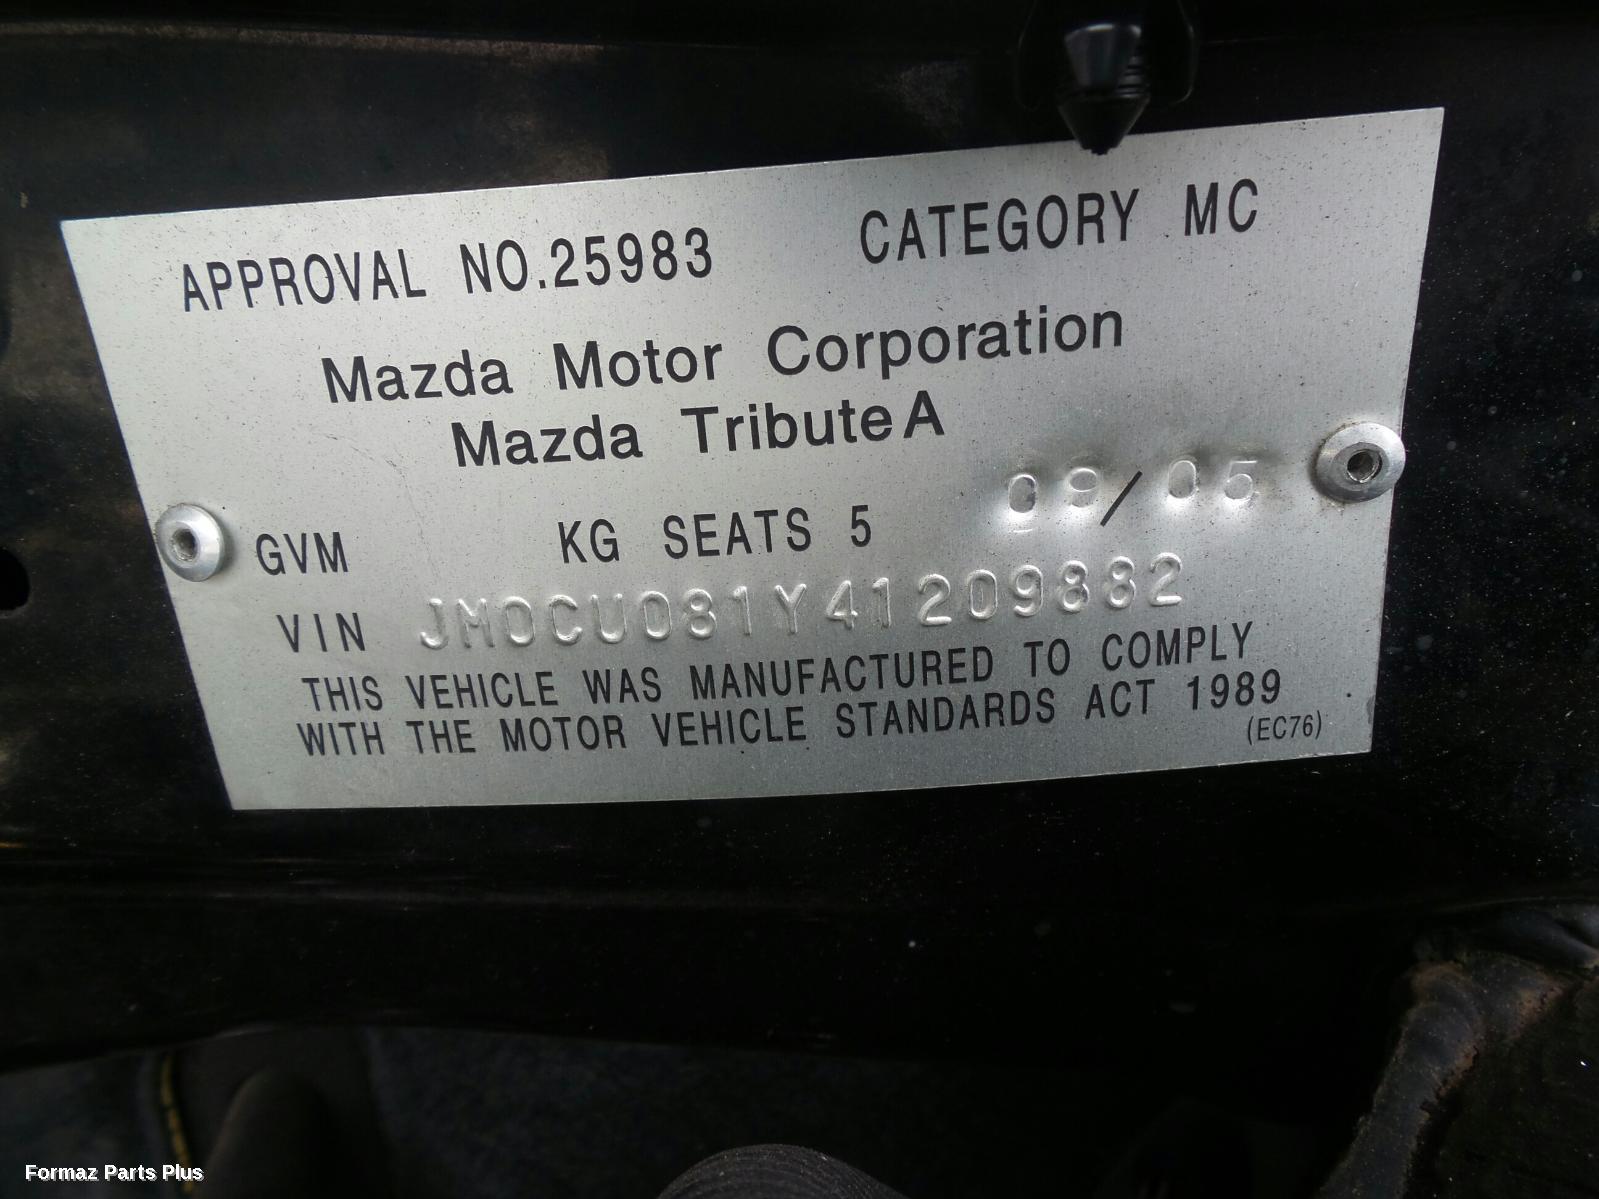 APPROVAL NO.25983 CATEGORY MC
Mazda Motor Corporation
Mazda Tribute A
09/05
GVM KG SEATS 5
VIN JM0CU081Y41209882
THIS VEHICLE WAS MANUFACTURED TO COMPLY
WITH THE MOTOR VEHICLE STANDARDS ACT 1989
(EC76)
Formaz Parts Plus